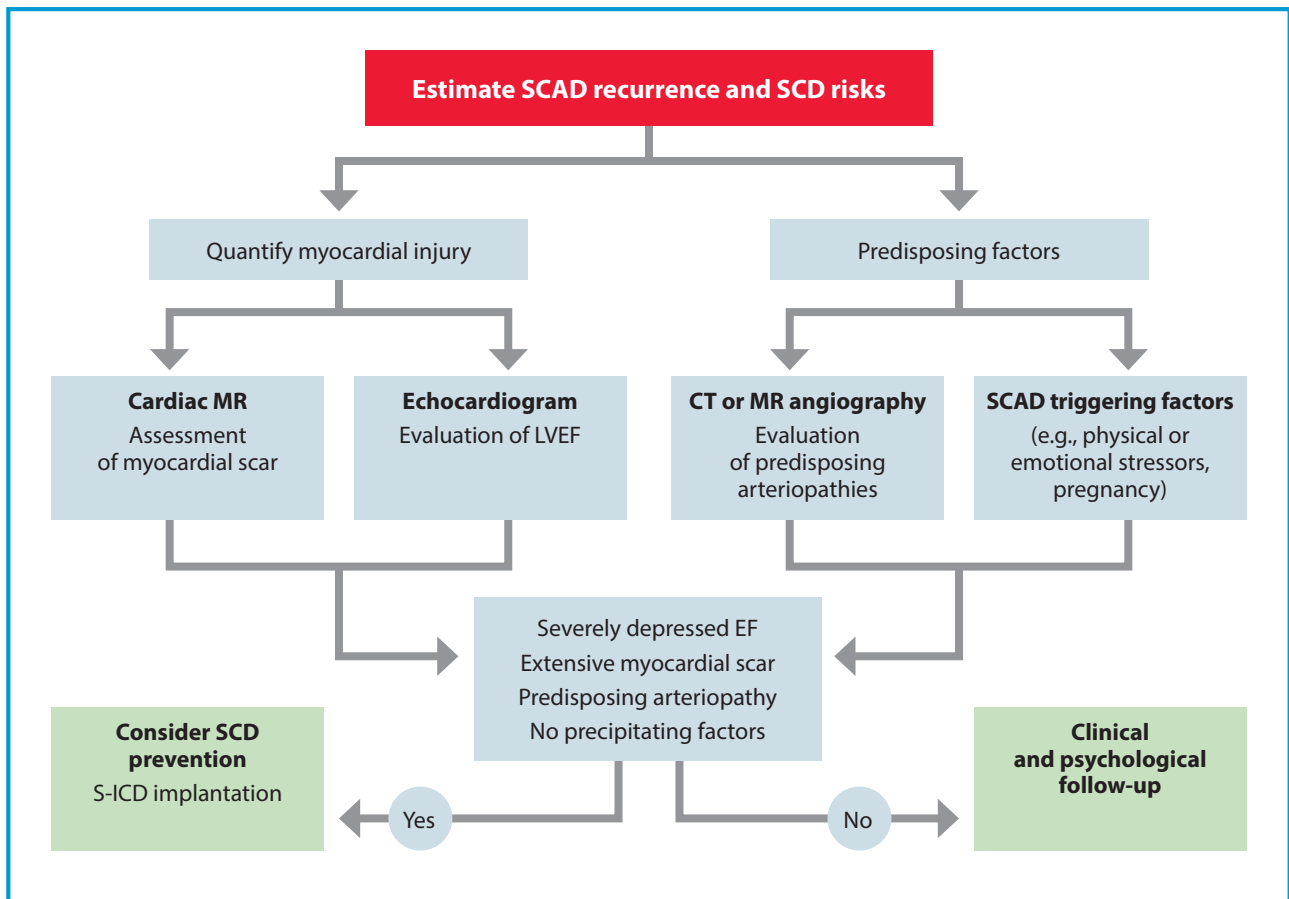 Estimate SCAD recurrence and SCD risks
Quantify myocardial injury
Predisposing factors
Cardiac MR
Assessment
of myocardial scar
Echocardiogram
Evaluation of LVEF
CT or MR angiography
Evaluation
of predisposing
arteriopathies
SCAD triggering factors
(e.g., physical or
emotional stressors,
pregnancy)
Severely depressed EF
Extensive myocardial scar
Predisposing arteriopathy
No precipitating factors
Consider SCD
prevention
S-ICD implantation
Yes
No
Clinical
and psychological
follow-up